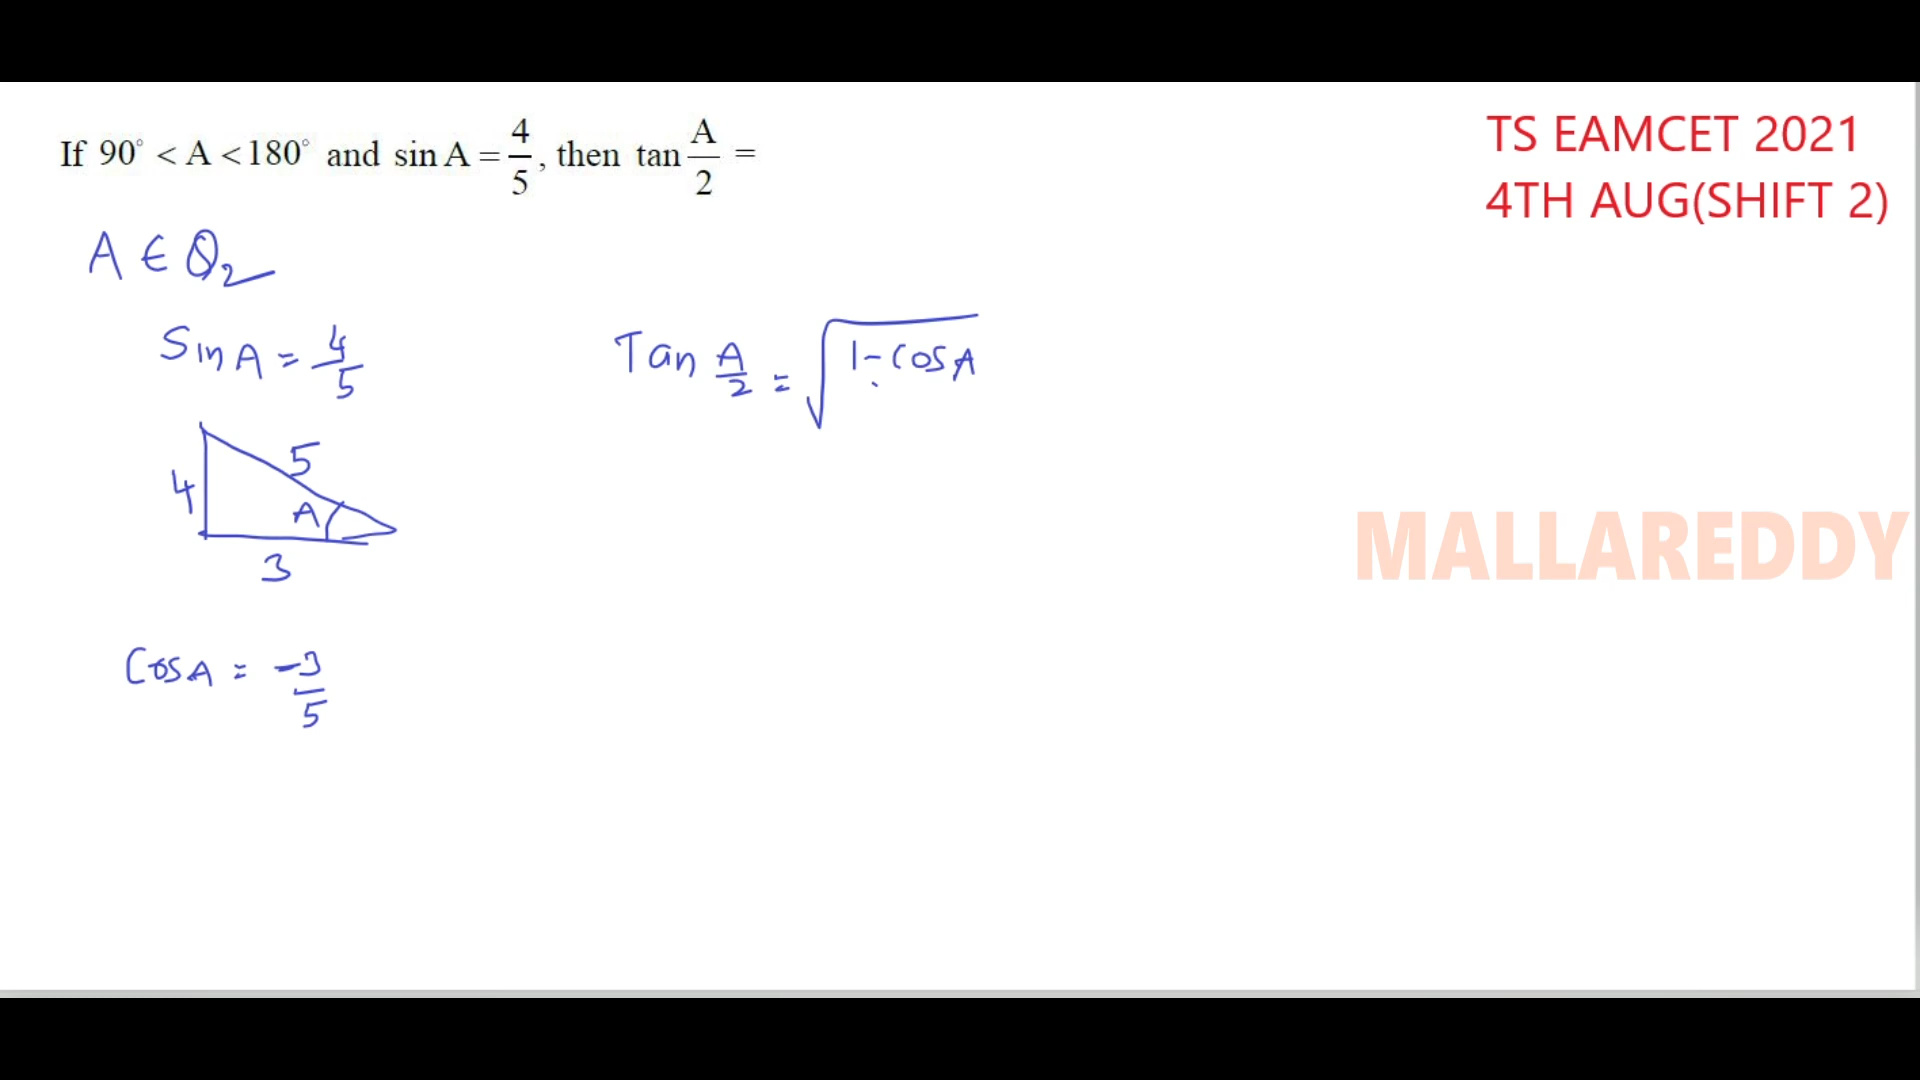 If 90° < A < 180° and sin A = 4/5, then tan A/2 =
TS EAMCET 2021
4TH AUG(SHIFT 2)
A ∈ Q2
Sin A = 4/5
Tan A/2 = √(1-Cos A
5
4
A
3
MALLAREDDY
Cos A = -3/5